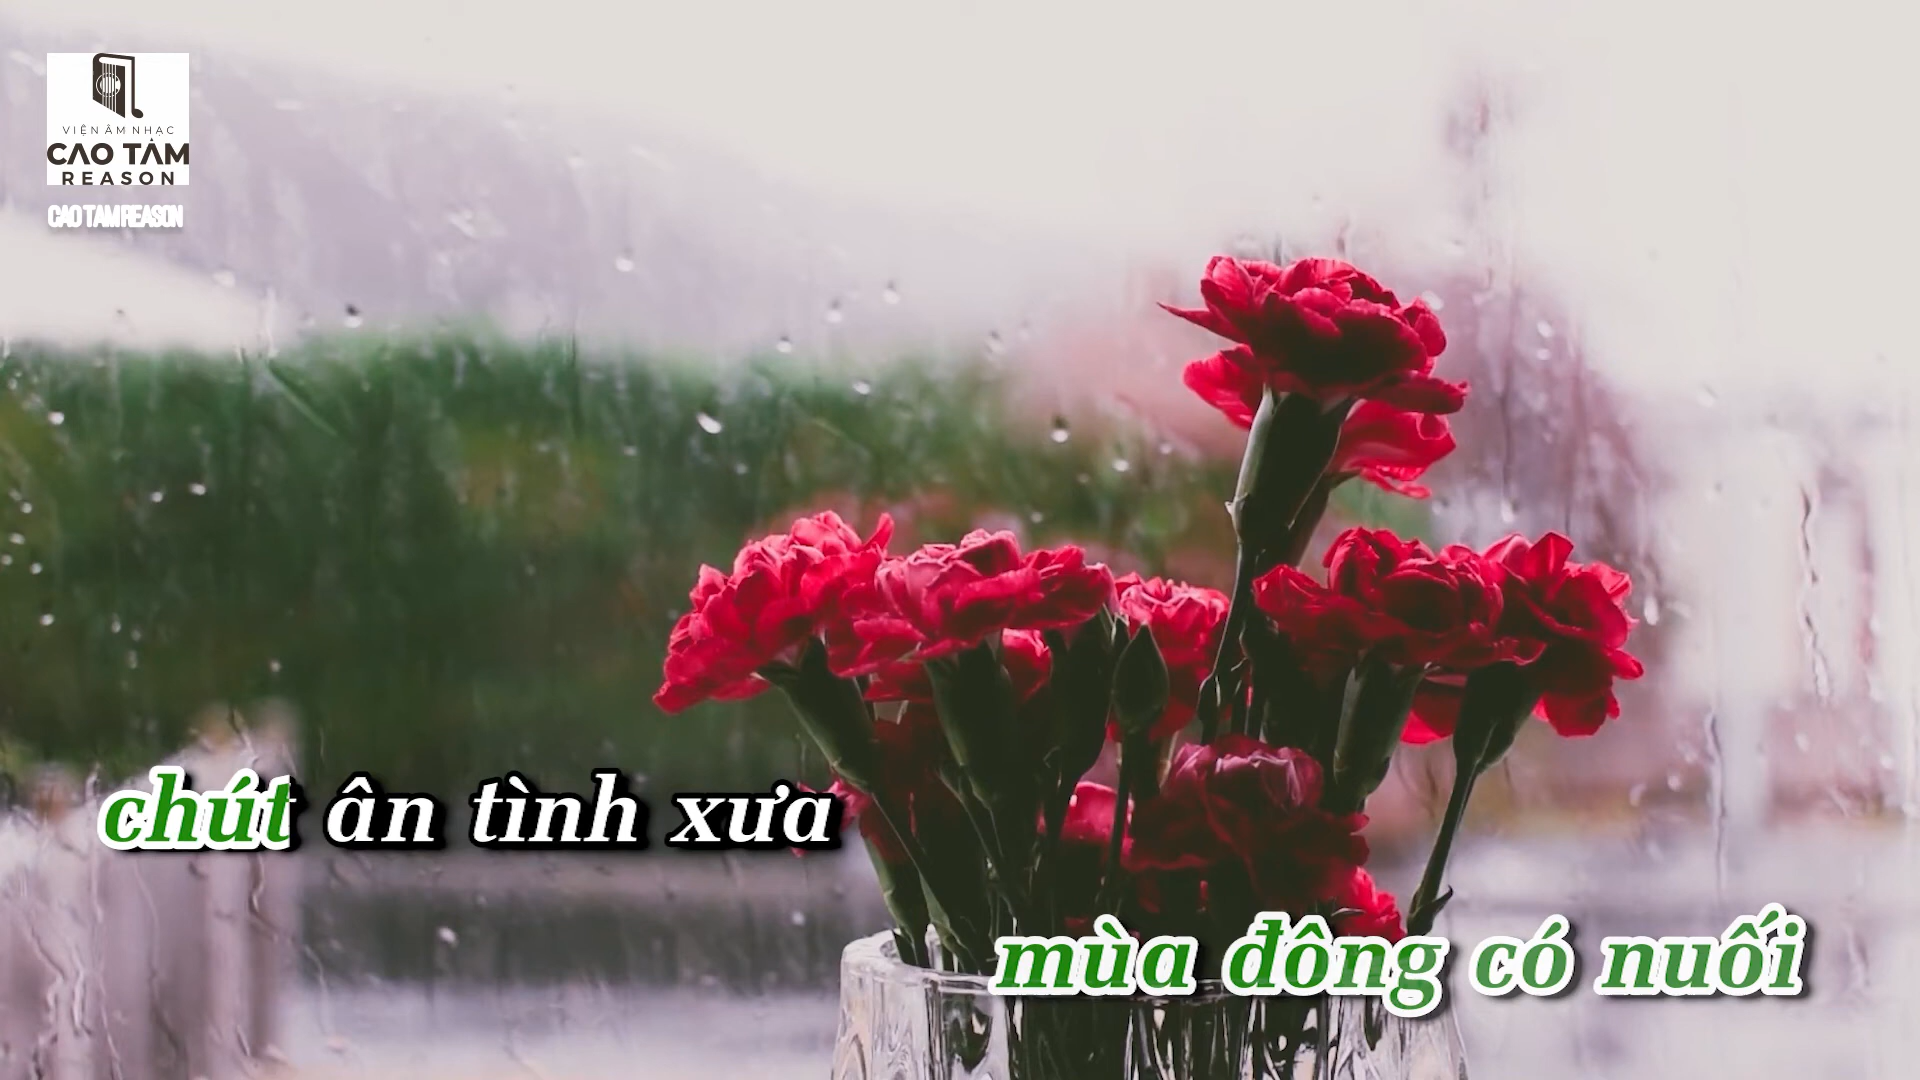 VIỆN ÂM NHẠC
CAO TÂM
REASON
CAO TAM REASON
chút ân tình xưa
mùa đông có nuối